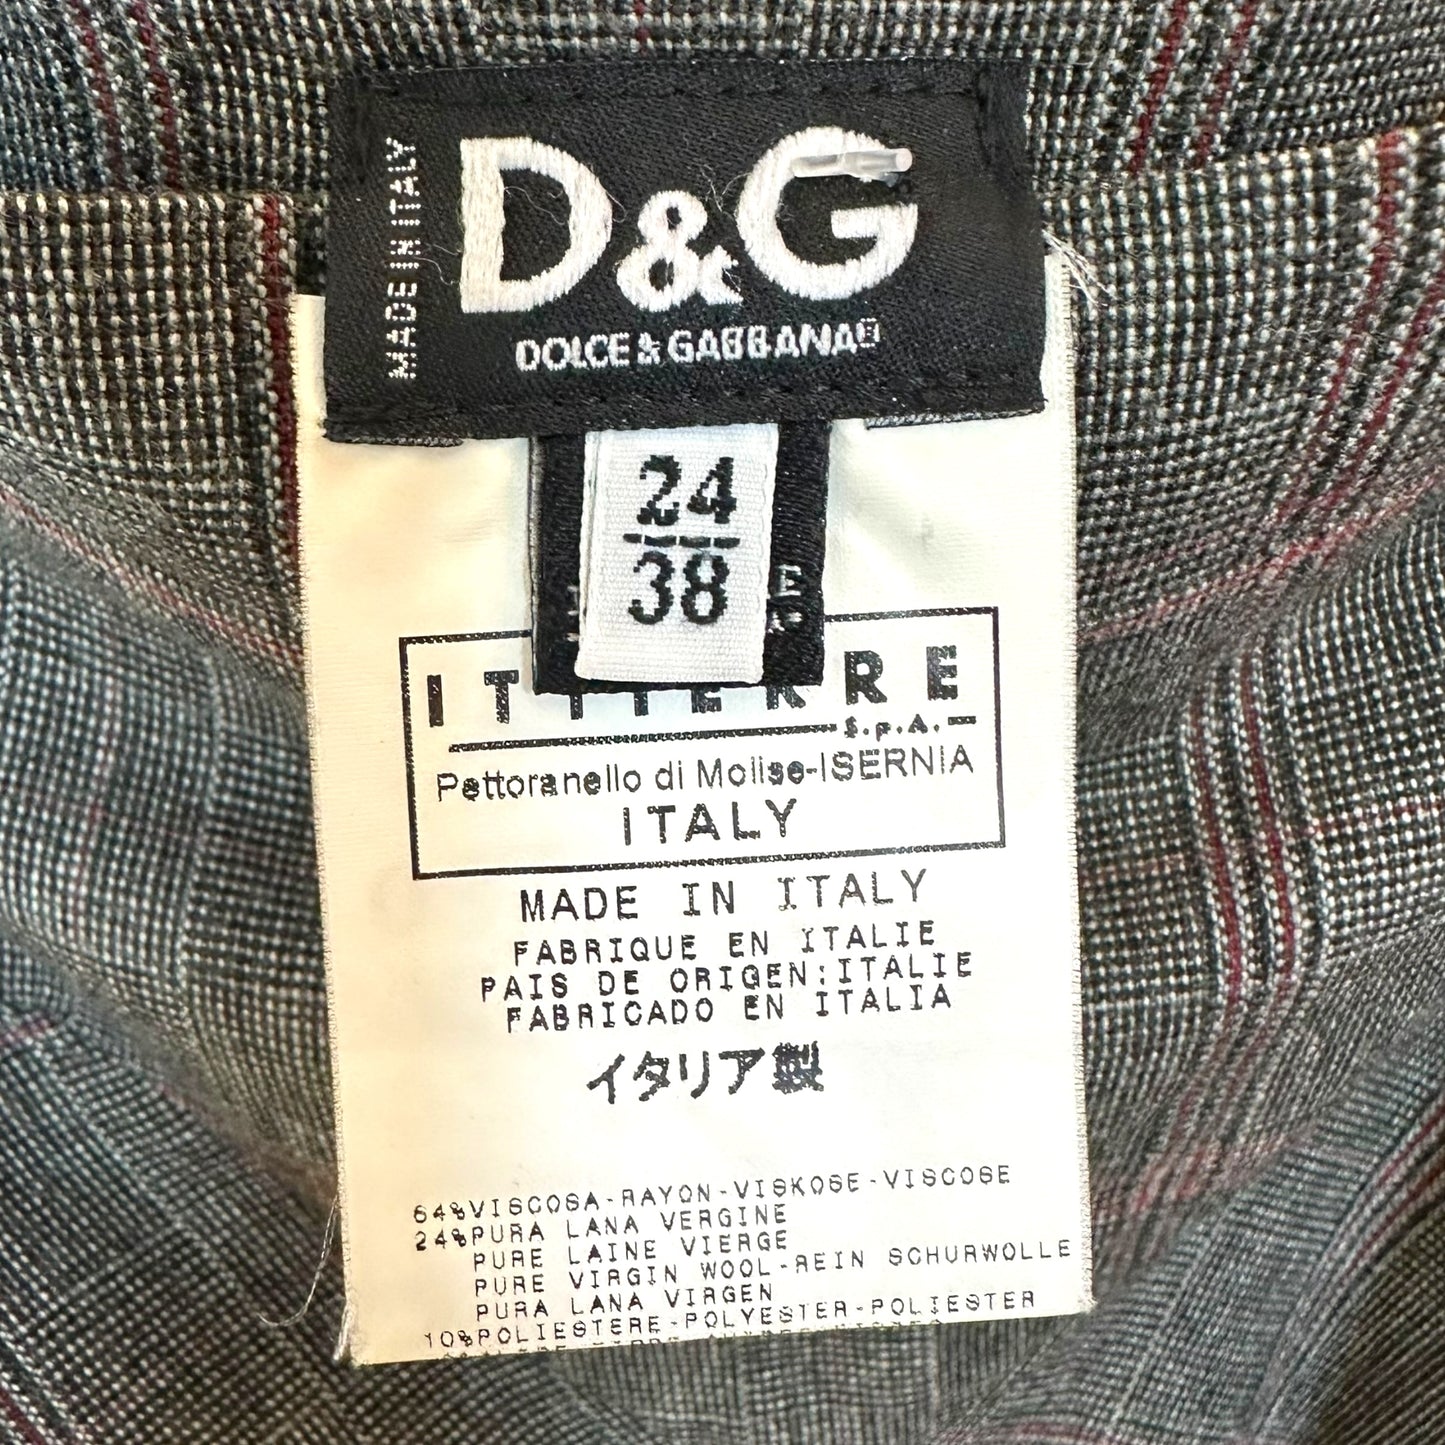 MADE IN ITALY
D&G
DOLCE & GABBANA
24
38
ITTIERRE
S.p.A.
Pettoranello di Molise-ISERNIA
ITALY
MADE IN ITALY
FABRIQUE EN ITALIE
PAIS DE ORIGEN:ITALIE
FABRICADO EN ITALIA
イタリア製
64%VISCOSA-RAYON-VISKOSE-VISCOSE
24%PURA LANA VERGINE
PURE LAINE VIERGE
PURE VIRGIN WOOL-REIN SCHURWOLLE
PURA LANA VIRGEN
10%POLIESTERE-POLYESTER-POLIESTER